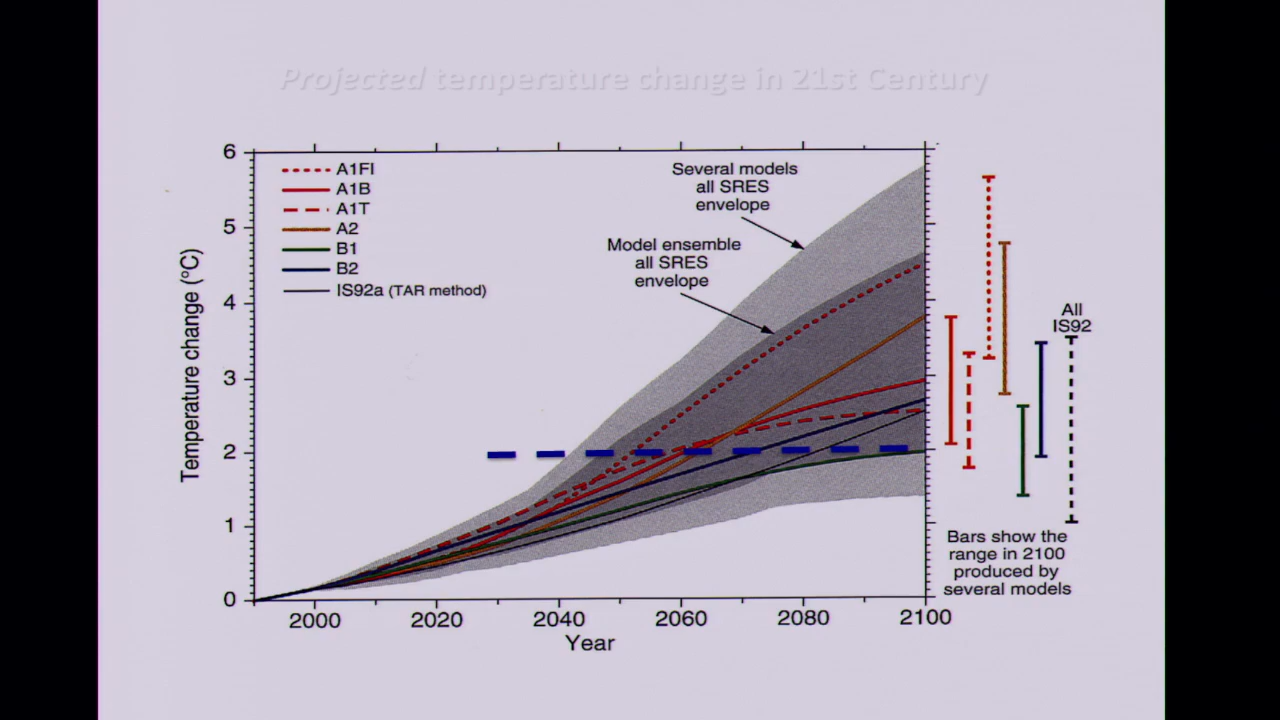 Projected temperature change in 21st Century
6
5
4
3
2
1
0
Temperature change (°C)
A1FI
A1B
A1T
A2
B1
B2
IS92a (TAR method)
Several models
all SRES
envelope
Model ensemble
all SRES
envelope
All
IS92
Bars show the
range in 2100
produced by
several models
2000
2020
2040
2060
2080
2100
Year